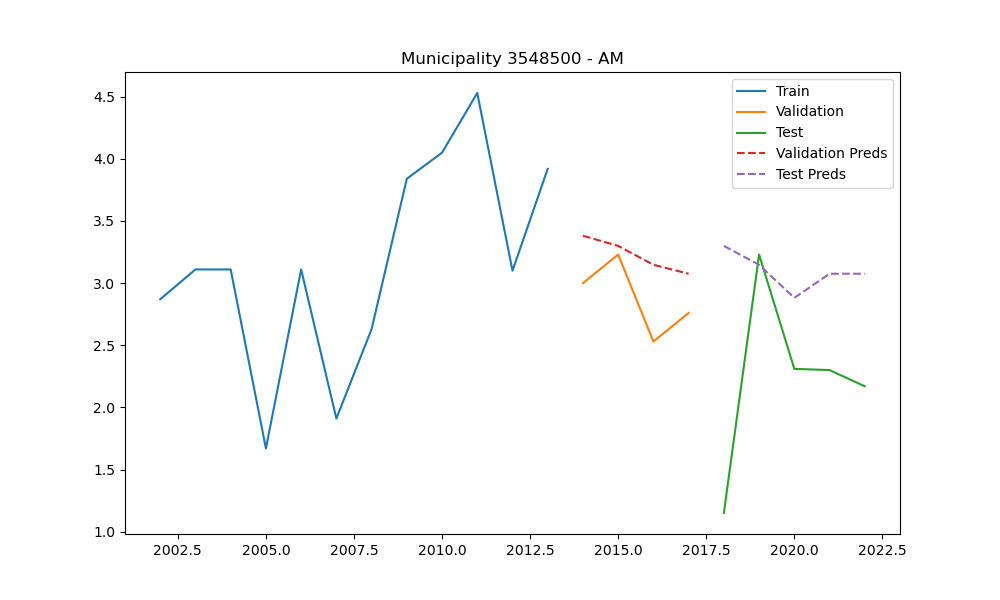 Municipality 3548500 - AM
Train
Validation
Test
Validation Preds
Test Preds
4.5
4.0
3.5
3.0
2.5
2.0
1.5
1.0
2002.5 2005.0 2007.5 2010.0 2012.5 2015.0 2017.5 2020.0 2022.5